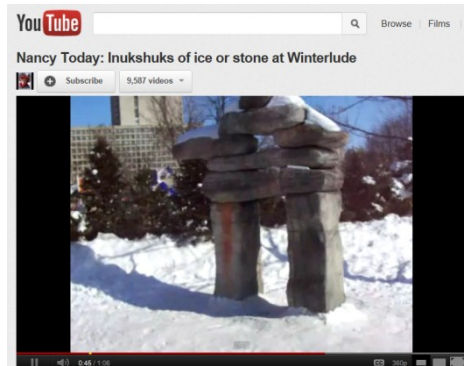 YouTube Browse Films
Nancy Today: Inukshuks of ice or stone at Winterlude
Subscribe 9,587 videos
0:45 / 1:06 CC 360p